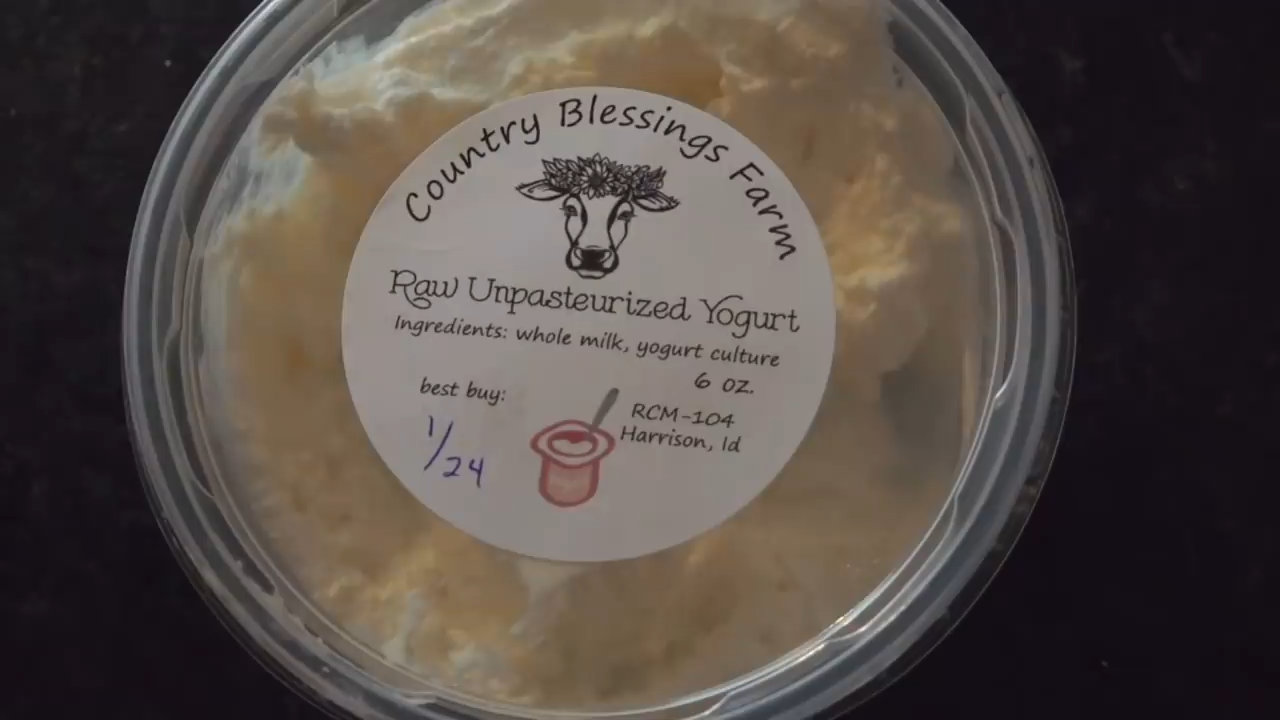 Country Blessings Farm
Raw Unpasteurized Yogurt
Ingredients: whole milk, yogurt culture
6 oz.
best buy:
1/24
RCM-104
Harrison, Id